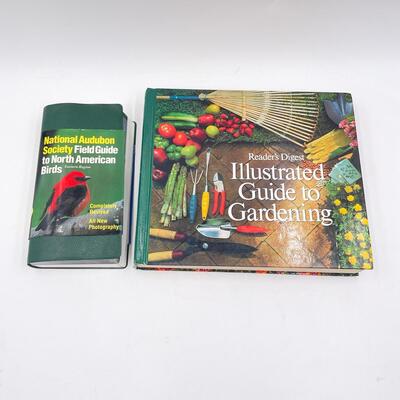 National Audubon
Society Field Guide
to North American
Birds Eastern Region
Completely
Revised
All New
Photography
Reader's Digest
Illustrated
Guide to
Gardening